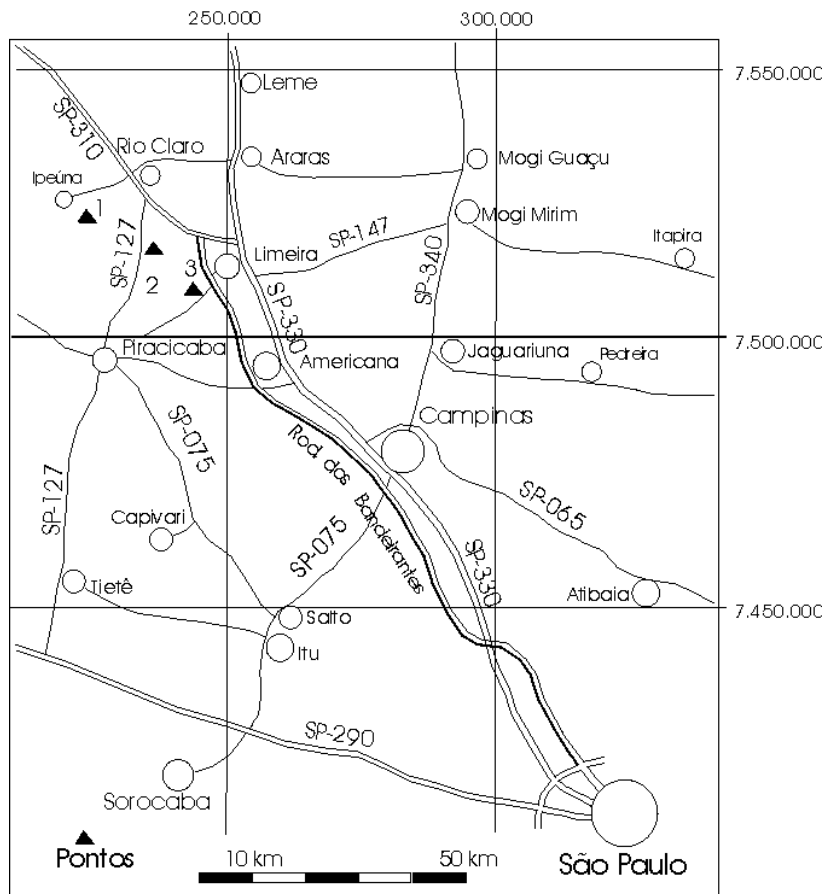 250.000
300.000
7.550.000
Leme
SP-310
Rio Claro
Araras
Mogi Guaçu
Ipeúna
1
Mogi Mirim
SP-127
SP-147
Itapira
Limeira
SP-340
2
3
SP-330
7.500.000
Piracicaba
Americana
Jaguariuna
Pedreira
Campinas
SP-075
Rod. dos Bandeirantes
SP-127
SP-065
Capivari
SP-075
SP-330
Tietê
Atibaia
7.450.000
Salto
Itu
SP-290
Sorocaba
Pontos
10 km
50 km
São Paulo